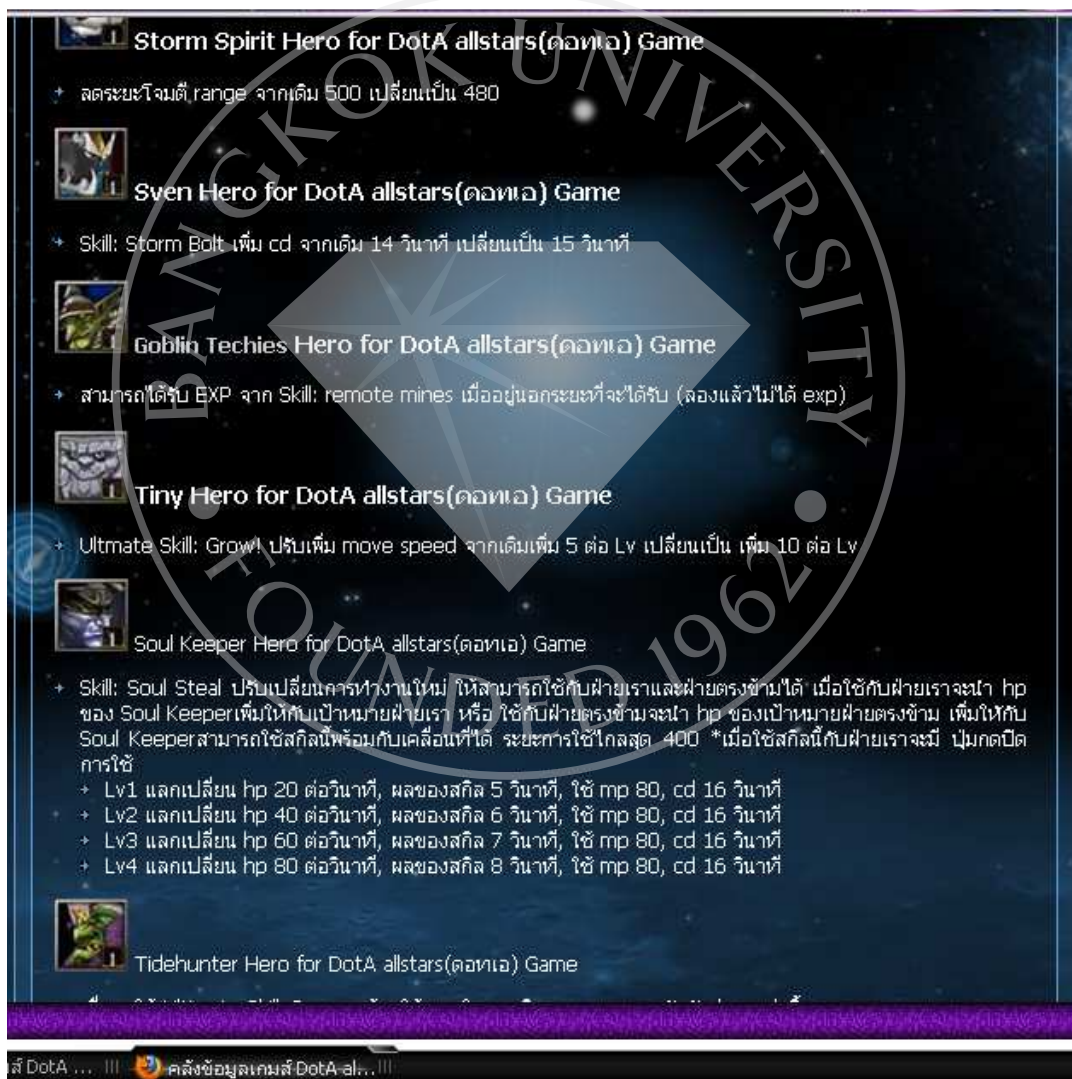 Storm Spirit Hero for DotA allstars(ดอทเอ) Game
ลดระยะโจมตี range จากเดิม 500 เปลี่ยนเป็น 480
Sven Hero for DotA allstars(ดอทเอ) Game
Skill: Storm Bolt เพิ่ม cd จากเดิม 14 วินาที เปลี่ยนเป็น 15 วินาที
Goblin Techies Hero for DotA allstars(ดอทเอ) Game
สามารถได้รับ EXP จาก Skill: remote mines เมื่ออยู่นอกระยะที่จะได้รับ (ลองแล้วไม่ได้ exp)
Tiny Hero for DotA allstars(ดอทเอ) Game
Ultmate Skill: Grow! ปรับเพิ่ม move speed จากเดิมเพิ่ม 5 ต่อ Lv เปลี่ยนเป็น เพิ่ม 10 ต่อ Lv
Soul Keeper Hero for DotA allstars(ดอทเอ) Game
Skill: Soul Steal ปรับเปลี่ยนการทำงานใหม่ ให้สามารถใช้กับฝ่ายเราและฝ่ายตรงข้ามได้ เมื่อใช้กับฝ่ายเราจะนำ hp
ของ Soul Keeperเพิ่มให้กับเป้าหมายฝ่ายเรา หรือ ใช้กับฝ่ายตรงข้ามจะนำ hp ของเป้าหมายฝ่ายตรงข้าม เพิ่มให้กับ
Soul Keeperสามารถใช้สกิลนี้พร้อมกับเคลื่อนที่ได้ ระยะการใช้ไกลสุด 400 *เมื่อใช้สกิลนี้กับฝ่ายเราจะมี ปุ่มกดปิด
การใช้
Lv1 แลกเปลี่ยน hp 20 ต่อวินาที, ผลของสกิล 5 วินาที, ใช้ mp 80, cd 16 วินาที
Lv2 แลกเปลี่ยน hp 40 ต่อวินาที, ผลของสกิล 6 วินาที, ใช้ mp 80, cd 16 วินาที
Lv3 แลกเปลี่ยน hp 60 ต่อวินาที, ผลของสกิล 7 วินาที, ใช้ mp 80, cd 16 วินาที
Lv4 แลกเปลี่ยน hp 80 ต่อวินาที, ผลของสกิล 8 วินาที, ใช้ mp 80, cd 16 วินาที
Tidehunter Hero for DotA allstars(ดอทเอ) Game
BANGKOK UNIVERSITY
FOUNDED 1962
DotA ...
คลังข้อมูลเกมส์ DotA al...